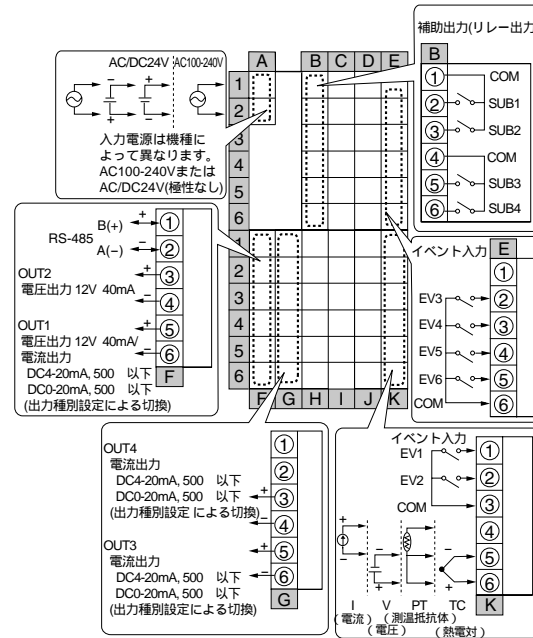 AC/DC24V AC100-240V
入力電源は機種に
よって異なります。
AC100-240Vまたは
AC/DC24V(極性なし)
A B C D E
1
2
3
4
5
6
1
2
3
4
5
6
F G H I J K
補助出力(リレー出力
B
① COM
② SUB1
③ SUB2
④ COM
⑤ SUB3
⑥ SUB4
RS-485
B(+) ①
A(−) ②
OUT2
電圧出力 12V 40mA
+ ③
− ④
OUT1
電圧出力 12V 40mA/
電流出力
DC4-20mA, 500 以下
DC0-20mA, 500 以下
(出力種別設定による切換)
+ ⑤
− ⑥
F
イベント入力
E
①
EV3 ②
EV4 ③
EV5 ④
EV6 ⑤
COM ⑥
OUT4
電流出力
DC4-20mA, 500 以下
DC0-20mA, 500 以下
(出力種別設定 による切換)
①
②
+ ③
− ④
OUT3
電流出力
DC4-20mA, 500 以下
DC0-20mA, 500 以下
(出力種別設定による切換)
+ ⑤
− ⑥
G
イベント入力
EV1 ①
EV2 ②
COM ③
④
⑤
⑥
K
I V PT TC
(電流) (電圧) (測温抵抗体) (熱電対)